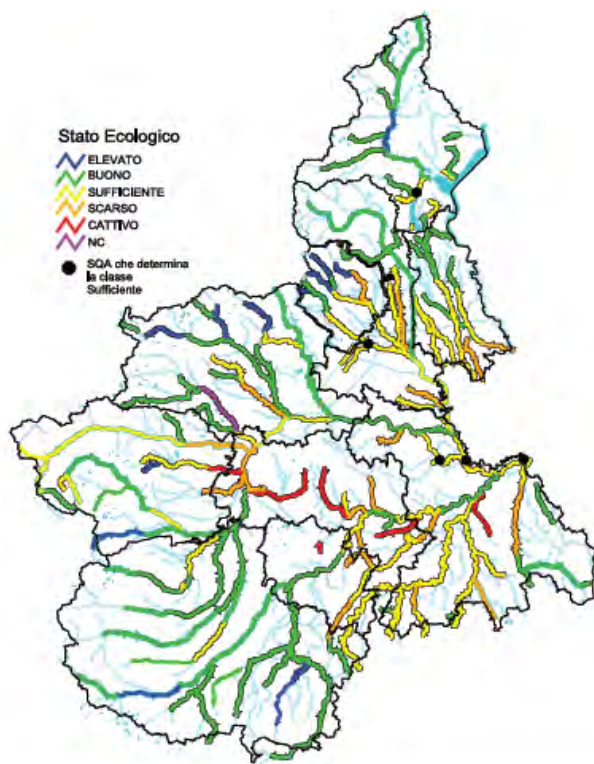 Stato Ecologico
ELEVATO
BUONO
SUFFICIENTE
SCARSO
CATTIVO
NC
SQA che determina
la classe
Sufficiente